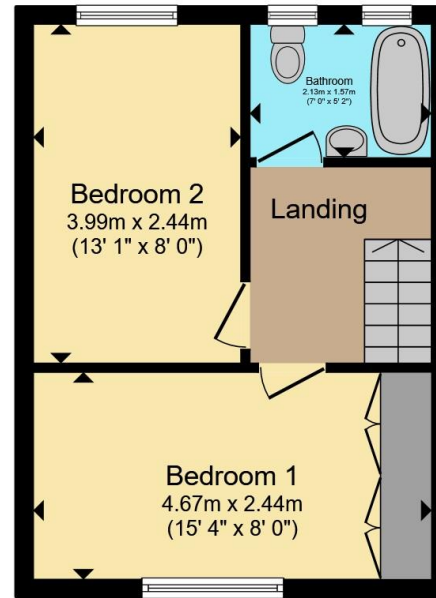 Bathroom
2.13m x 1.57m
(7' 0" x 5' 2")
Bedroom 2
3.99m x 2.44m
(13' 1" x 8' 0")
Landing
Bedroom 1
4.67m x 2.44m
(15' 4" x 8' 0")